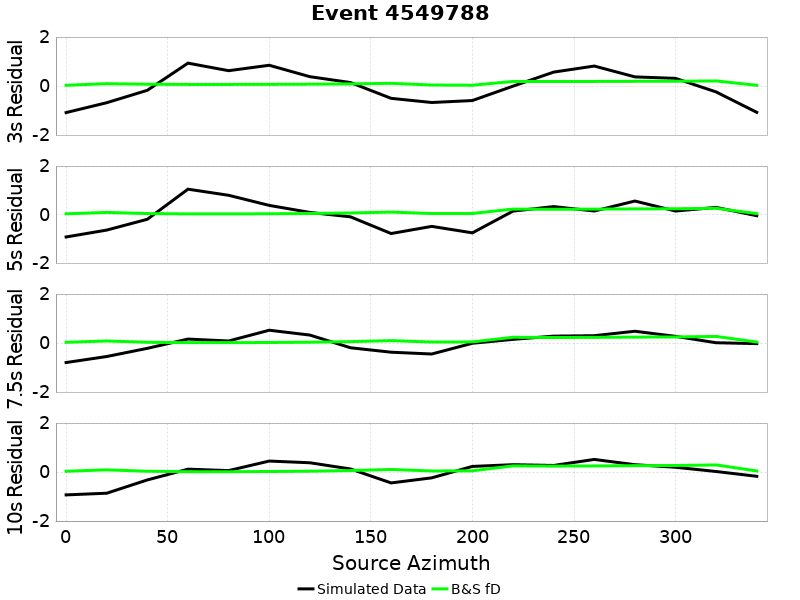 Event 4549788
3s Residual
2
0
-2
5s Residual
2
0
-2
7.5s Residual
2
0
-2
10s Residual
2
0
-2
0 50 100 150 200 250 300
Source Azimuth
Simulated Data B&S fD